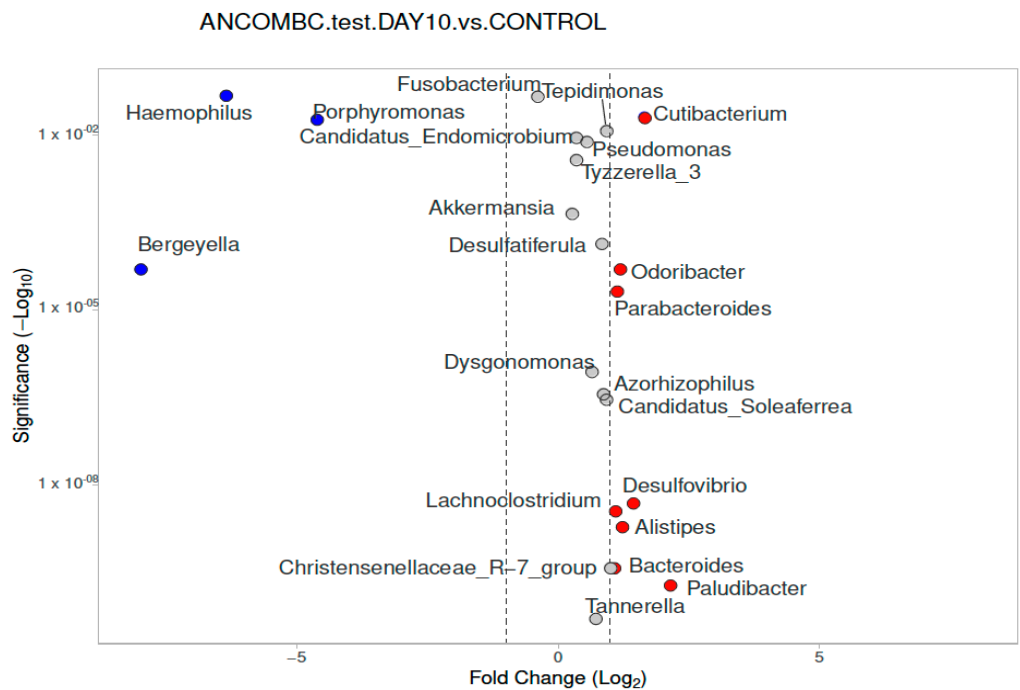 ANCOMBC.test.DAY10.vs.CONTROL
Fusobacterium
Tepidimonas
Haemophilus
Porphyromonas
Cutibacterium
1 x 10-02
Candidatus_Endomicrobium
Pseudomonas
Tyzzerella_3
Akkermansia
Bergeyella
Desulfatiferula
Odoribacter
1 x 10-05
Parabacteroides
Dysgonomonas
Azorhizophilus
Candidatus_Soleaferrea
Significance (−Log10)
1 x 10-08
Desulfovibrio
Lachnoclostridium
Alistipes
Christensenellaceae_R−7_group
Bacteroides
Paludibacter
Tannerella
−5
0
5
Fold Change (Log2)